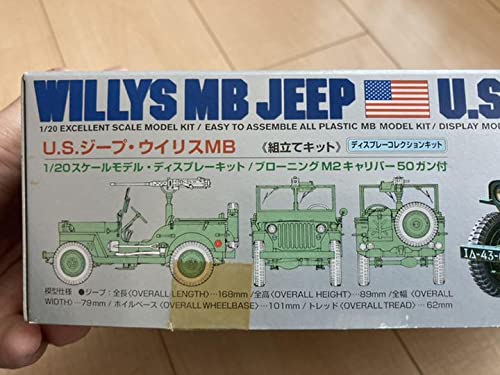 WILLYS MB JEEP U.S
1/20 EXCELLENT SCALE MODEL KIT / EASY TO ASSEMBLE ALL PLASTIC MB MODEL KIT / DISPLAY
U.S.ジープ・ウイリスMB 《組立てキット》 ディスプレーコレクションキット
1/20スケールモデル・ディスプレーキット/ブローニングM2キャリバー50ガン付
模型仕様 ●ジープ:全長〈OVERALL LENGTH〉…168mm/全高〈OVERALL HEIGHT〉…89mm/全幅〈OVERALL
WIDTH〉…79mm/ホイルベース〈OVERALL WHEELBASE〉…101mm/トレッド〈OVERALL TREAD〉…62mm